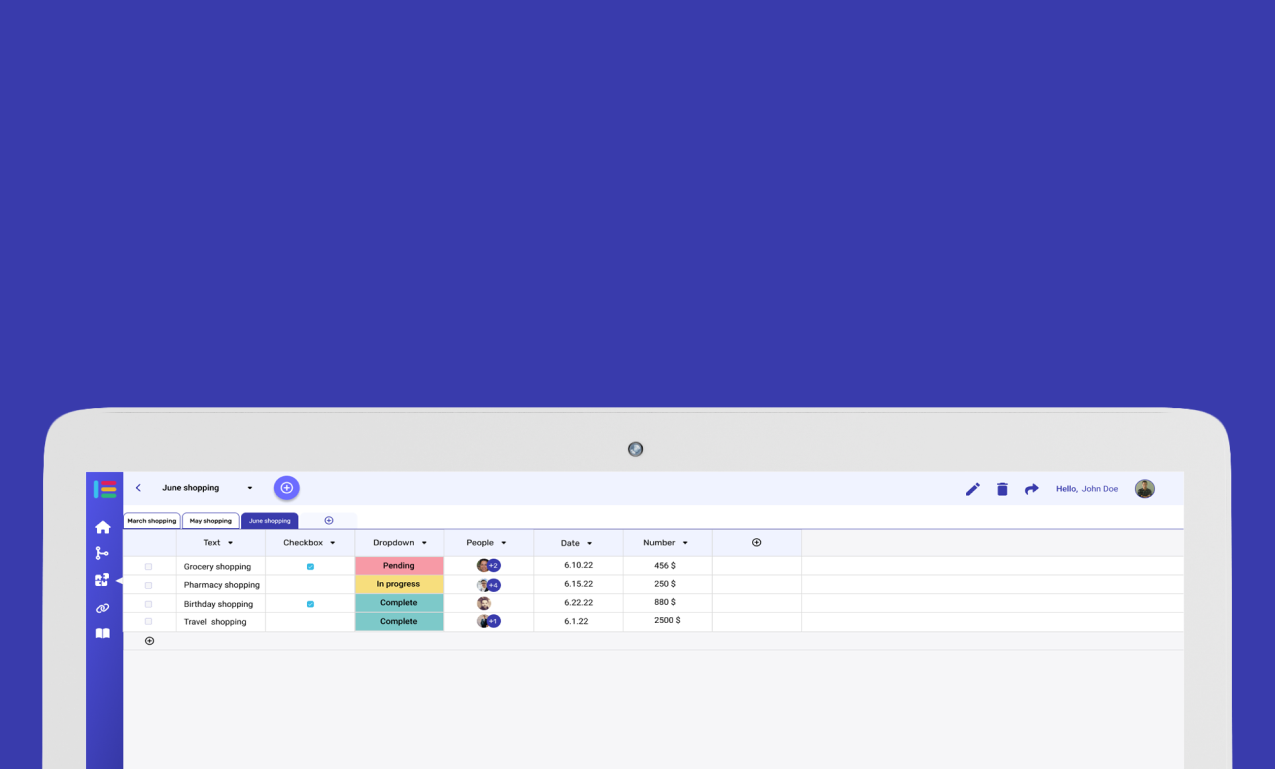 June shopping
Hello, John Doe
March shopping May shopping June shopping
Text Checkbox Dropdown People Date Number
Grocery shopping Pending +2 6.10.22 456 $
Pharmacy shopping In progress +4 6.15.22 250 $
Birthday shopping Complete 6.22.22 880 $
Travel shopping Complete +1 6.1.22 2500 $